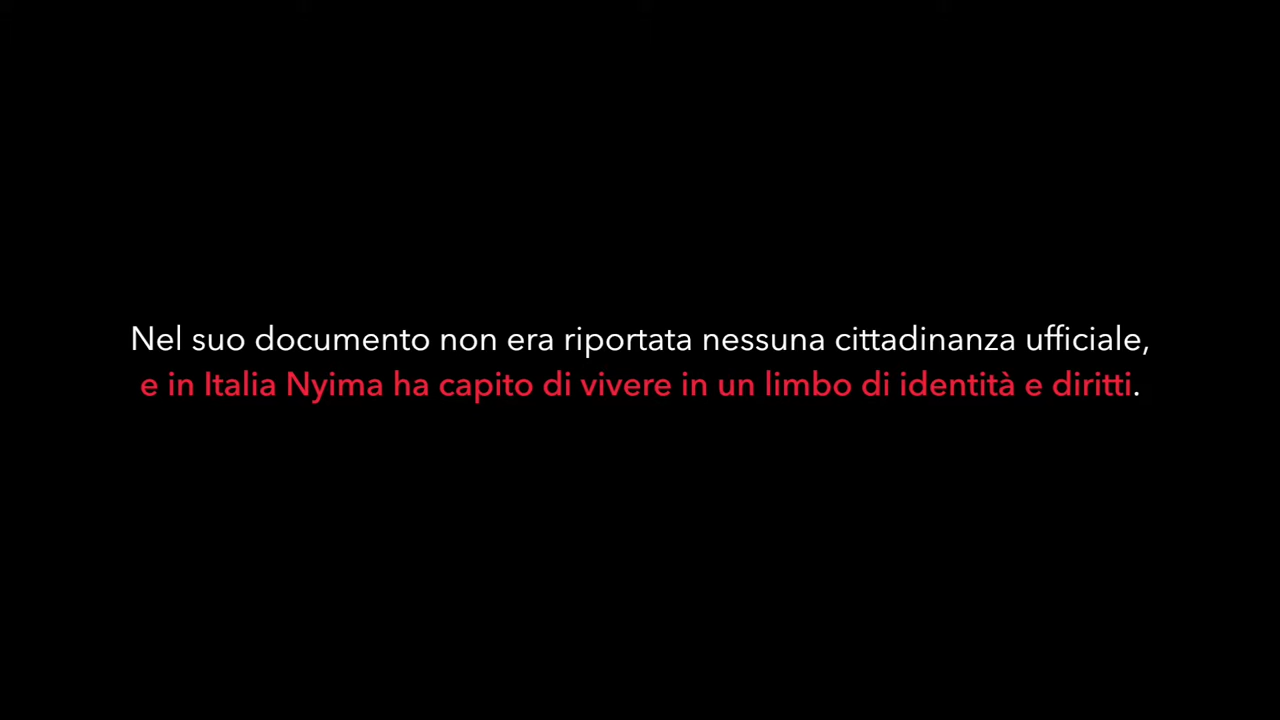 Nel suo documento non era riportata nessuna cittadinanza ufficiale,
e in Italia Nyima ha capito di vivere in un limbo di identità e diritti.